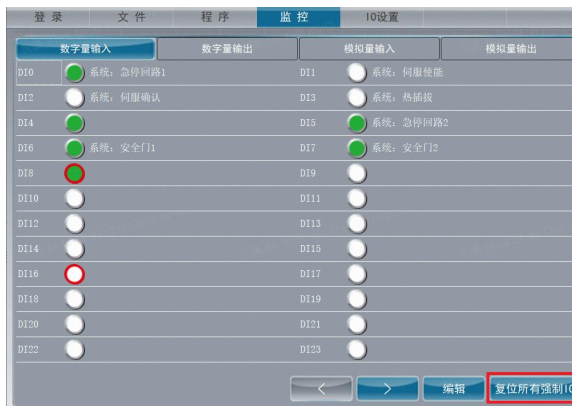 登录 文件 程序 监控 IO设置
数字量输入 数字量输出 模拟量输入 模拟量输出
DI0 系统: 急停回路1 DI1 系统: 伺服使能
DI2 系统: 伺服确认 DI3 系统: 热插拔
DI4 DI5 系统: 急停回路2
DI6 系统: 安全门1 DI7 系统: 安全门2
DI8 DI9
DI10 DI11
DI12 DI13
DI14 DI15
DI16 DI17
DI18 DI19
DI20 DI21
DI22 DI23
< > 编辑 复位所有强制IO